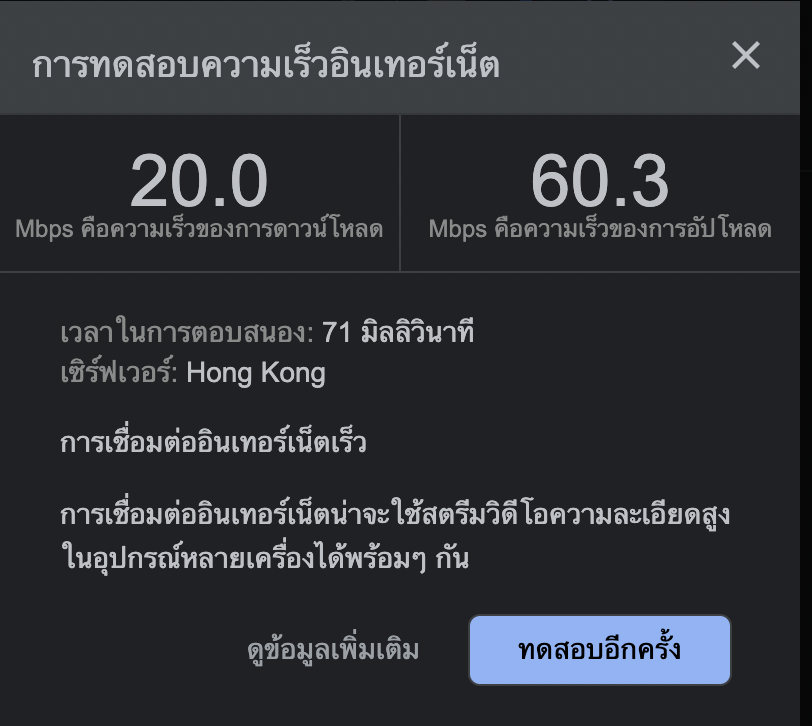 การทดสอบความเร็วอินเทอร์เน็ต
20.0
Mbps คือความเร็วของการดาวน์โหลด
60.3
Mbps คือความเร็วของการอัปโหลด
เวลาในการตอบสนอง: 71 มิลลิวินาที
เซิร์ฟเวอร์: Hong Kong
การเชื่อมต่ออินเทอร์เน็ตเร็ว
การเชื่อมต่ออินเทอร์เน็ตน่าจะใช้สตรีมวิดีโอความละเอียดสูง
ในอุปกรณ์หลายเครื่องได้พร้อมๆ กัน
ดูข้อมูลเพิ่มเติม
ทดสอบอีกครั้ง